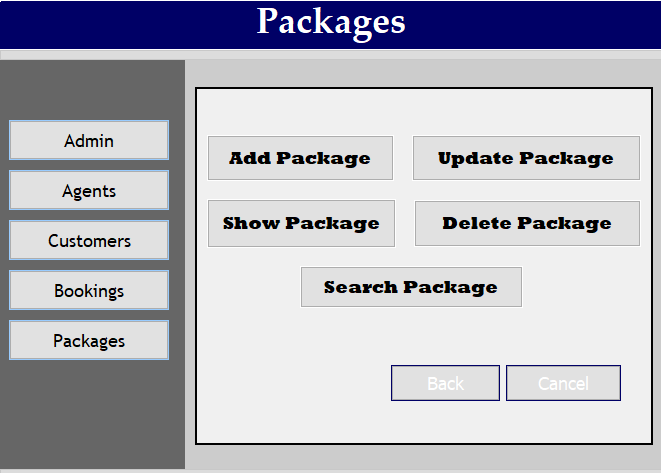 Packages
Admin
Agents
Customers
Bookings
Packages
Add Package
Update Package
Show Package
Delete Package
Search Package
Back
Cancel